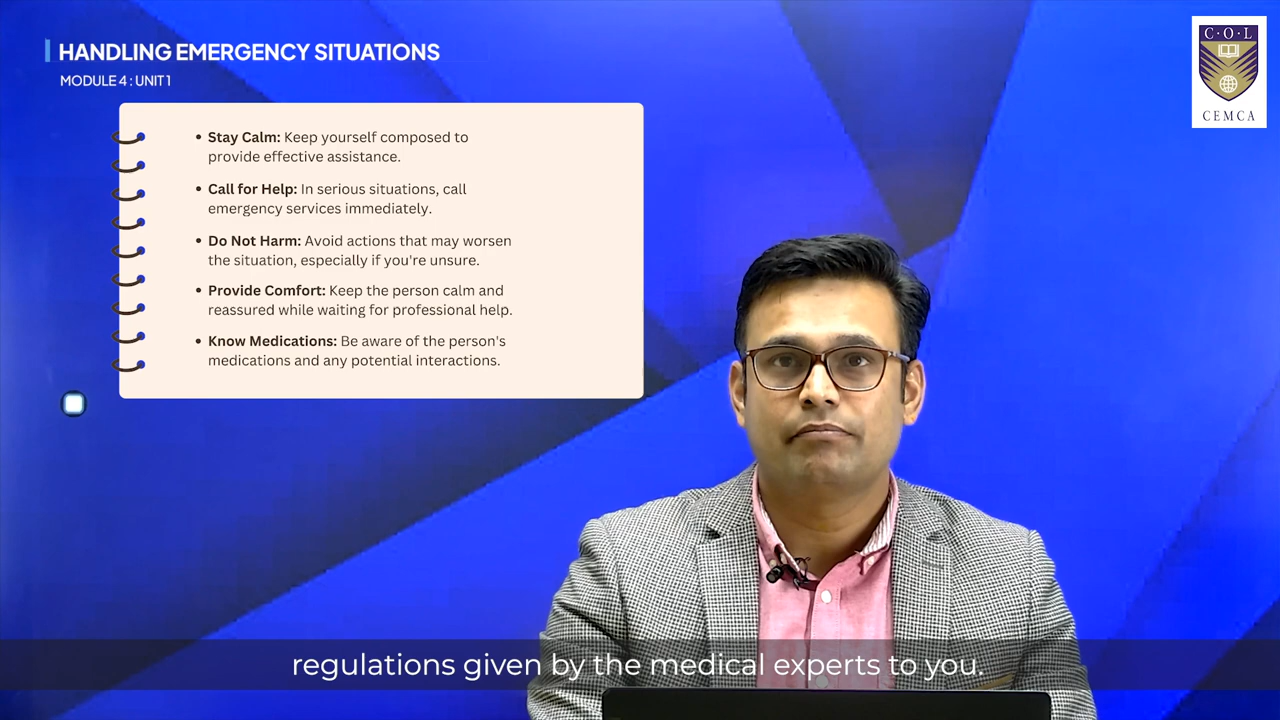 HANDLING EMERGENCY SITUATIONS
MODULE 4 : UNIT 1
• Stay Calm: Keep yourself composed to
provide effective assistance.
• Call for Help: In serious situations, call
emergency services immediately.
• Do Not Harm: Avoid actions that may worsen
the situation, especially if you're unsure.
• Provide Comfort: Keep the person calm and
reassured while waiting for professional help.
• Know Medications: Be aware of the person's
medications and any potential interactions.
C·O·L
CEMCA
regulations given by the medical experts to you.